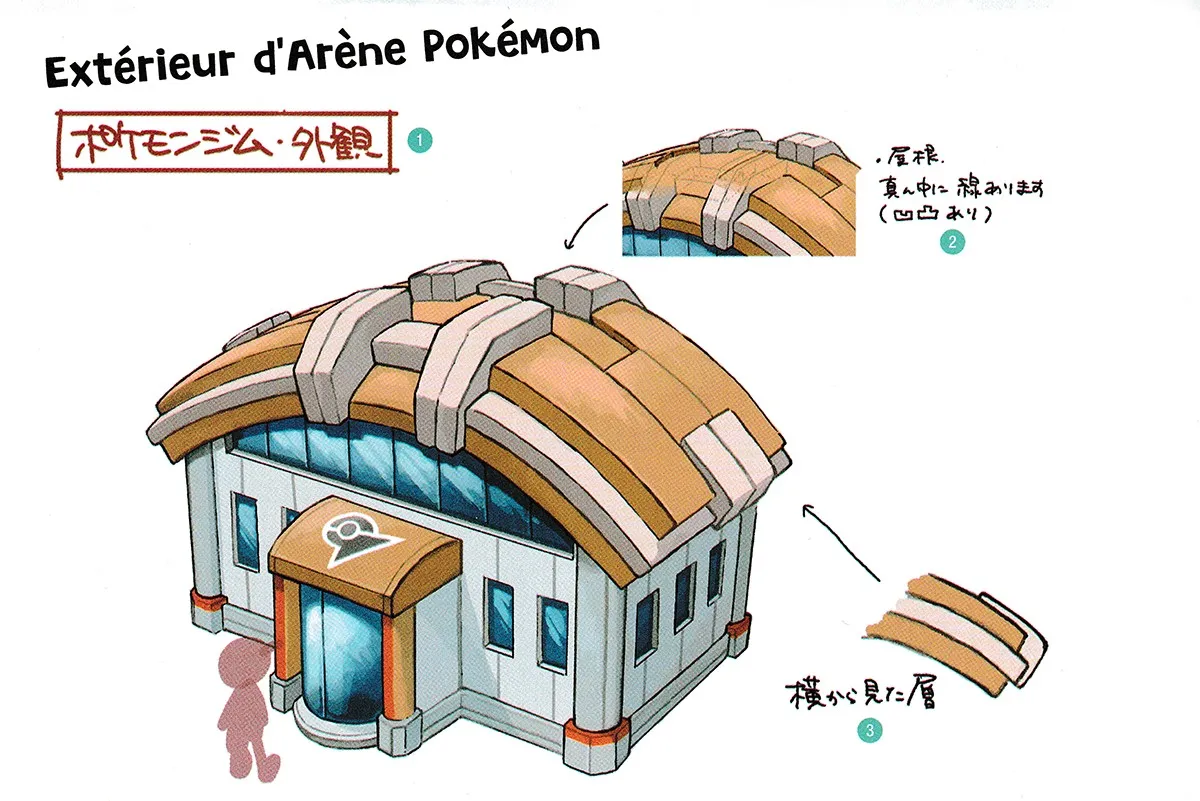 Extérieur d'Arène Pokémon
ポケモンジム・外観
1
・屋根.
真ん中に 線あります
(凹凸あり)
2
横から見た層
3